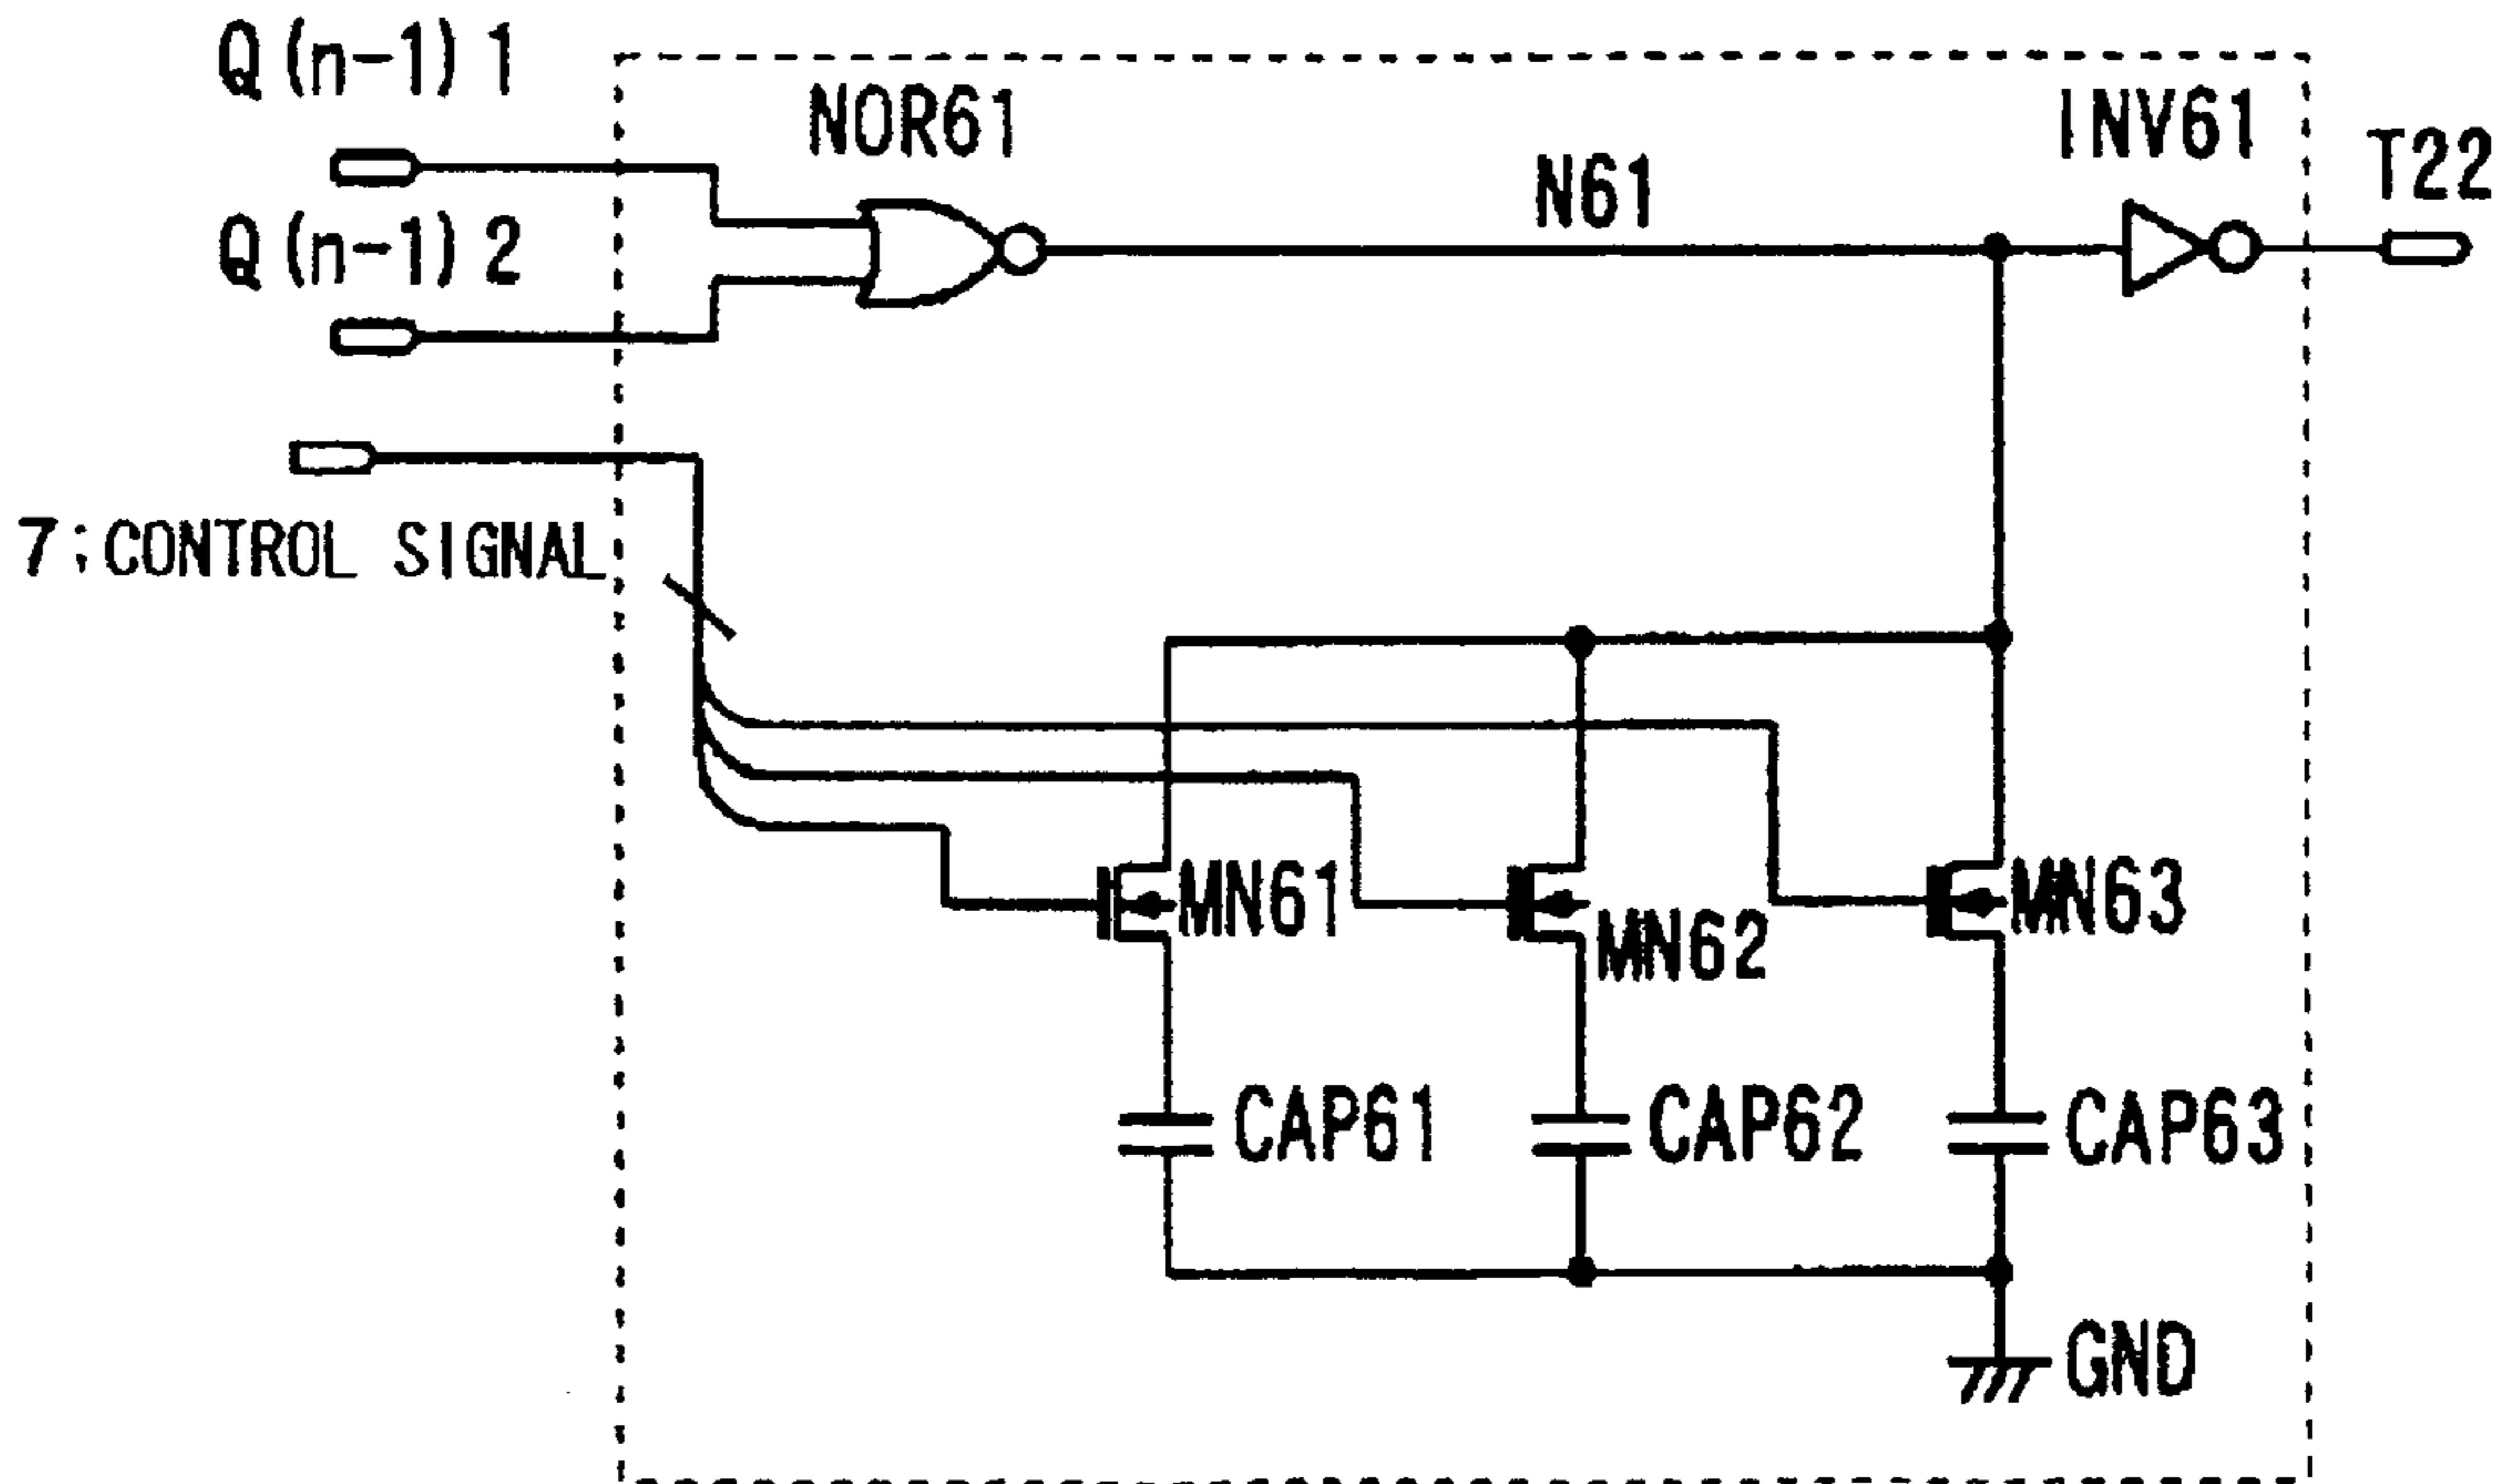 Q(n-1)1
NOR61
INV61
N61
T22
Q(n-1)2
7;CONTROL SIGNAL
MN61
MN62
MN63
CAP61
CAP62
CAP63
GND